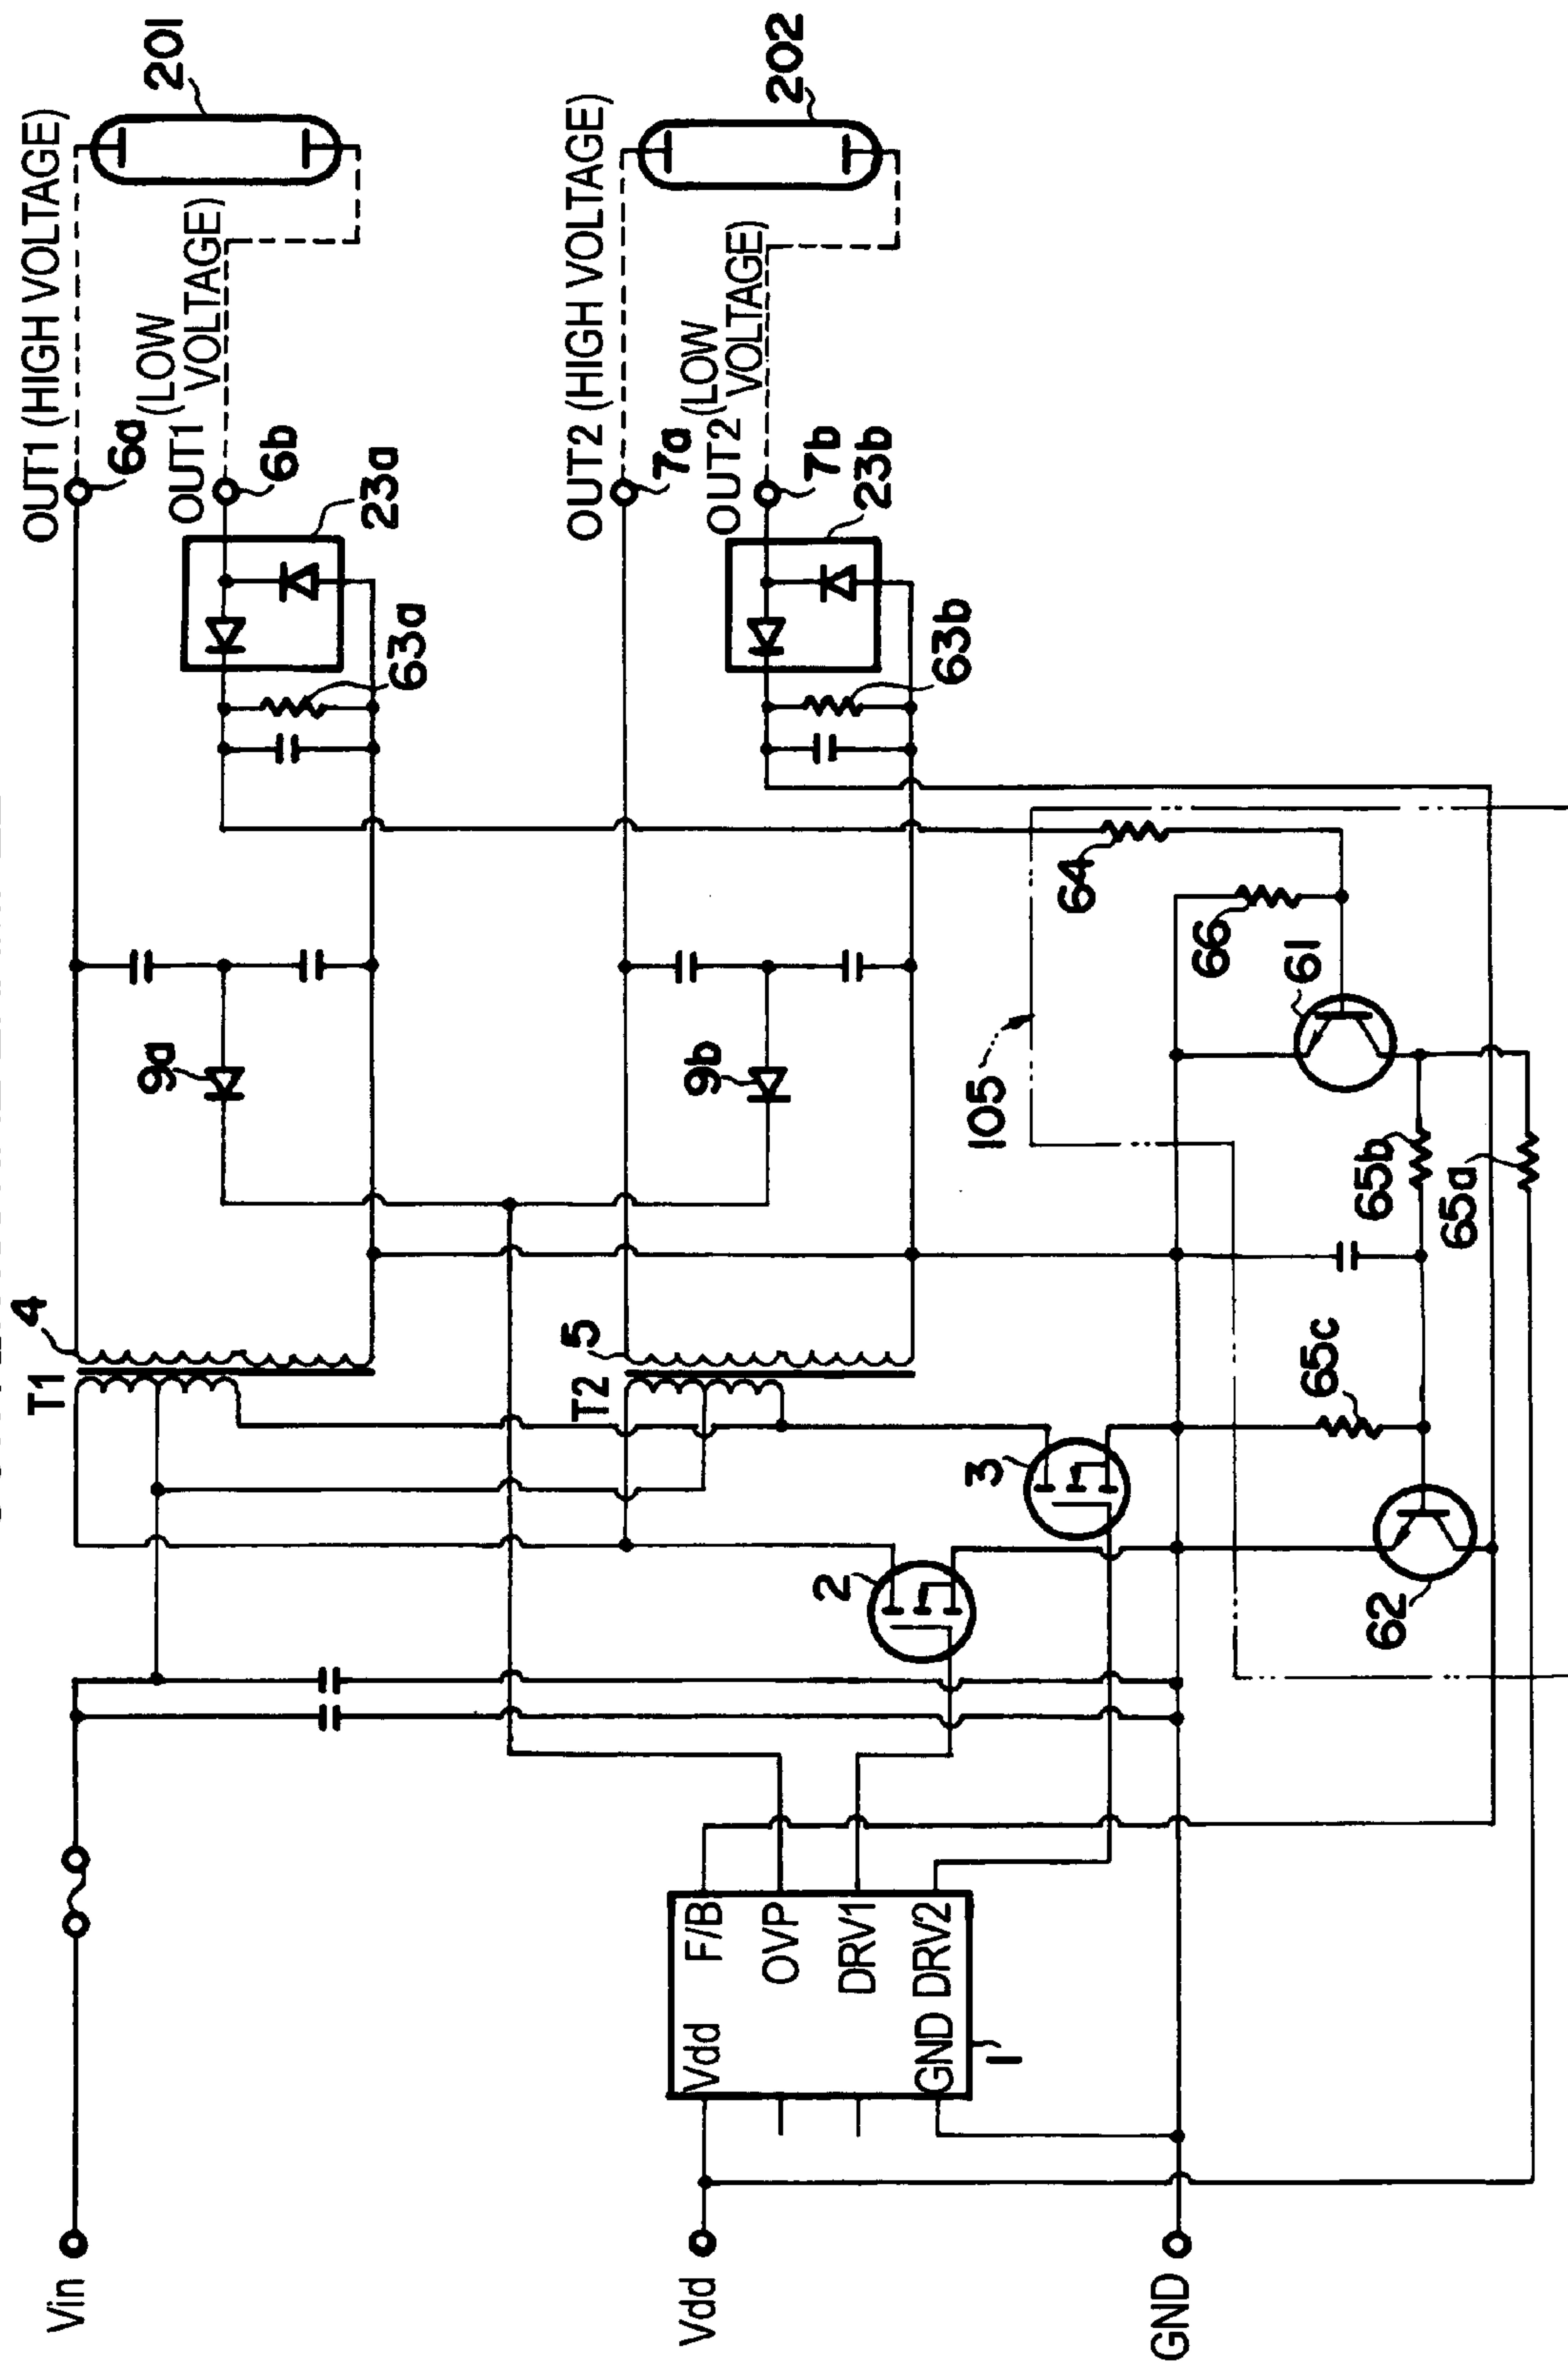 OUT1 (HIGH VOLTAGE)
201
6a
OUT1 (LOW
VOLTAGE)
6b
23a
63a
OUT2 (HIGH VOLTAGE)
202
7a
OUT2 (LOW
VOLTAGE)
7b
23b
63b
9a
9b
105
64
66
61
65b
65a
65c
62
4
T1
5
T2
3
2
Vin
Vdd
GND
Vdd
F/B
OVP
DRV1
GND DRV2
1